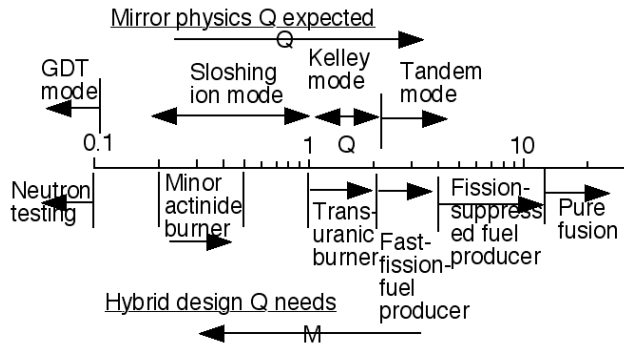 Mirror physics Q expected
Q
GDT
mode
Sloshing
ion mode
Kelley
mode
Tandem
mode
0.1
1
10
Q
Neutron
testing
Minor
actinide
burner
Trans-
uranic
burner
Fast-
fission-
fuel
producer
Fission-
suppress
ed fuel
producer
Pure
fusion
Hybrid design Q needs
M